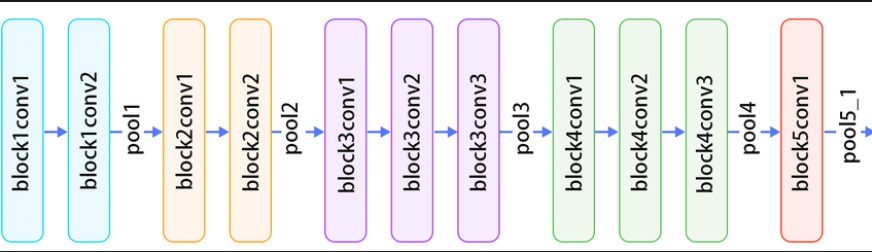 block1conv1
block1conv2
pool1
block2conv1
block2conv2
pool2
block3conv1
block3conv2
block3conv3
pool3
block4conv1
block4conv2
block4conv3
pool4
block5conv1
pool5_1